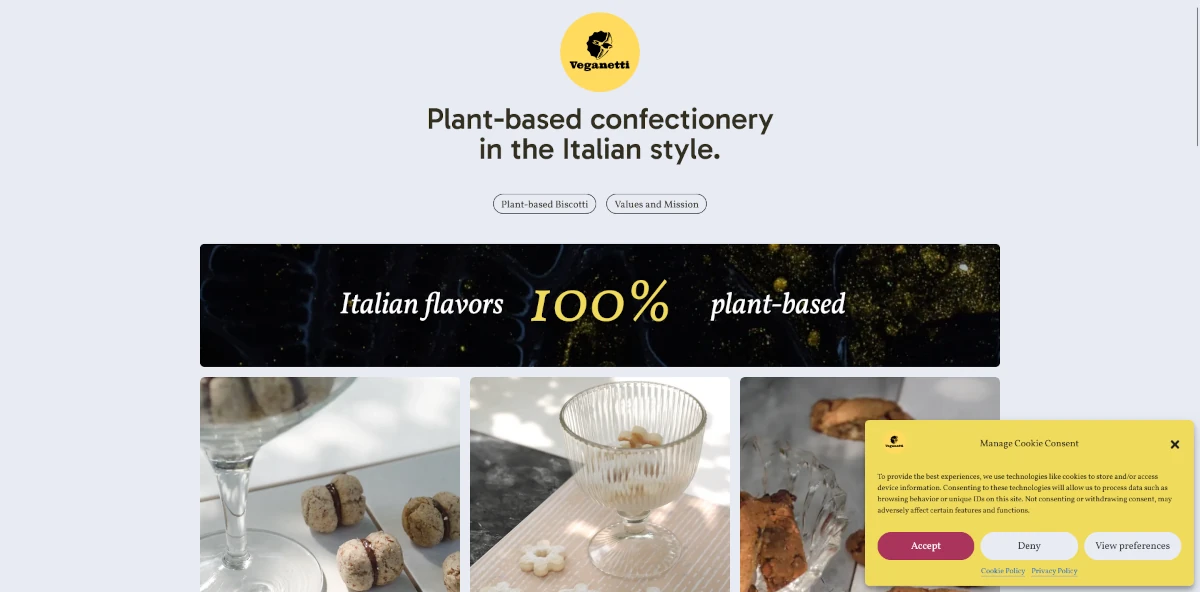 Veganetti
Plant-based confectionery
in the Italian style.
Plant-based Biscotti
Values and Mission
Italian flavors 100% plant-based
Veganetti
Manage Cookie Consent
To provide the best experiences, we use technologies like cookies to store and/or access
device information. Consenting to these technologies will allow us to process data such as
browsing behavior or unique IDs on this site. Not consenting or withdrawing consent, may
adversely affect certain features and functions.
Accept
Deny
View preferences
Cookie Policy
Privacy Policy